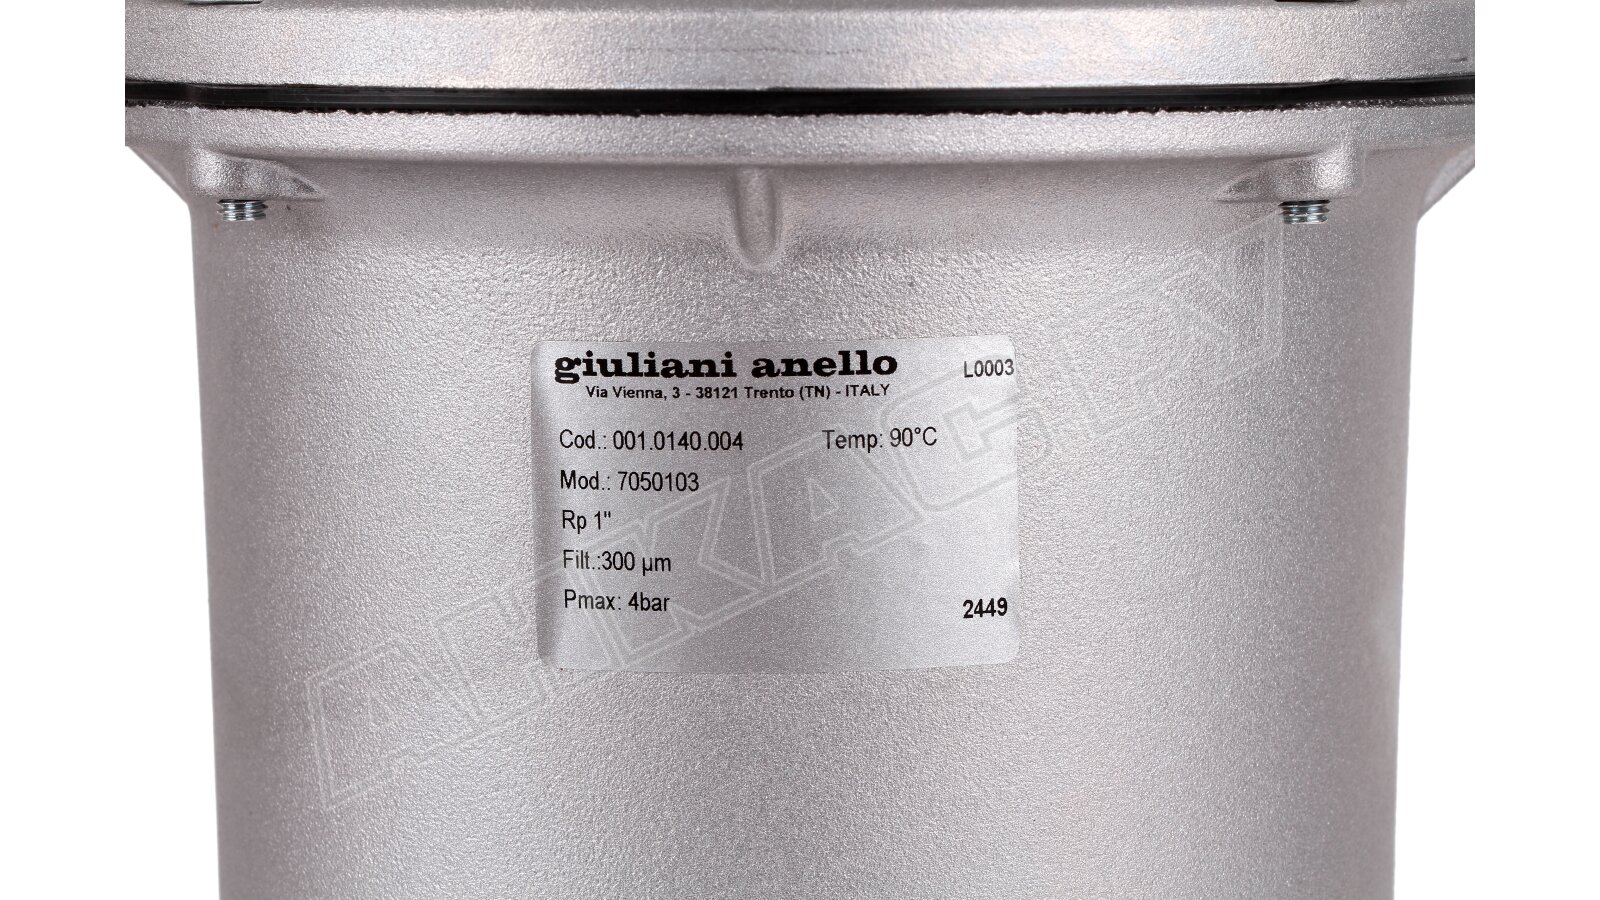 giuliani anello L0003
Via Vienna, 3 - 38121 Trento (TN) - ITALY
Cod.: 001.0140.004 Temp: 90°C
Mod.: 7050103
Rp 1"
Filt.:300 µm
Pmax: 4bar 2449